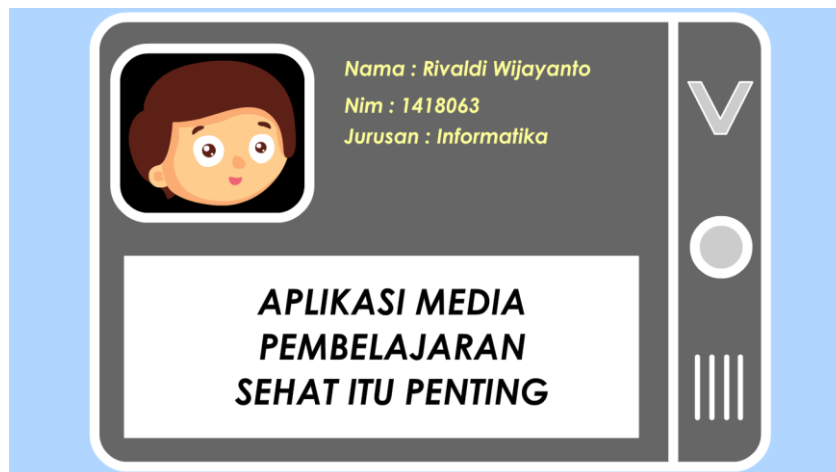 Nama : Rivaldi Wijayanto
Nim : 1418063
Jurusan : Informatika
V
APLIKASI MEDIA
PEMBELAJARAN
SEHAT ITU PENTING